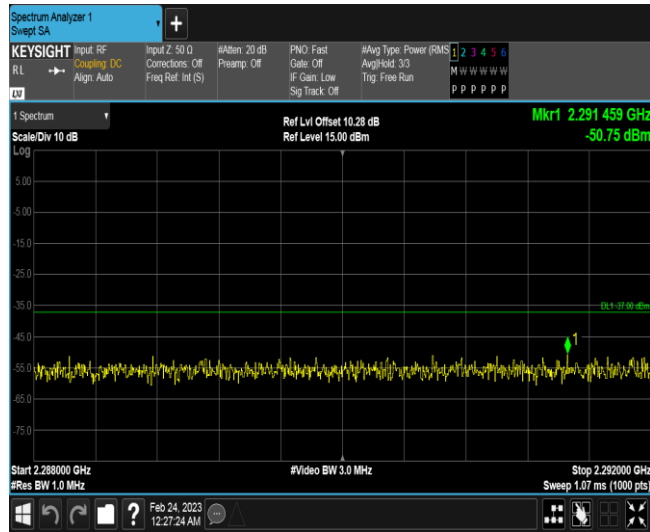 Spectrum Analyzer 1
Swept SA
+
KEYSIGHT
RL
LXI
Input: RF
Coupling: DC
Align: Auto
Input Z: 50 Ω
Corrections: Off
Freq Ref: Int (S)
#Atten: 20 dB
Preamp: Off
PNO: Fast
Gate: Off
IF Gain: Low
Sig Track: Off
#Avg Type: Power (RMS
Avg|Hold: 3/3
Trig: Free Run
1 2 3 4 5 6
M W W W W W
P P P P P P
1 Spectrum
Scale/Div 10 dB
Log
Ref Lvl Offset 10.28 dB
Ref Level 15.00 dBm
Mkr1 2.291 459 GHz
-50.75 dBm
5.00
-5.00
-15.0
-25.0
-35.0
DL1 -37.00 dBm
-45.0
1
-55.0
-65.0
-75.0
Start 2.288000 GHz
#Res BW 1.0 MHz
#Video BW 3.0 MHz
Stop 2.292000 GHz
Sweep 1.07 ms (1000 pts)
?
Feb 24, 2023
12:27:24 AM